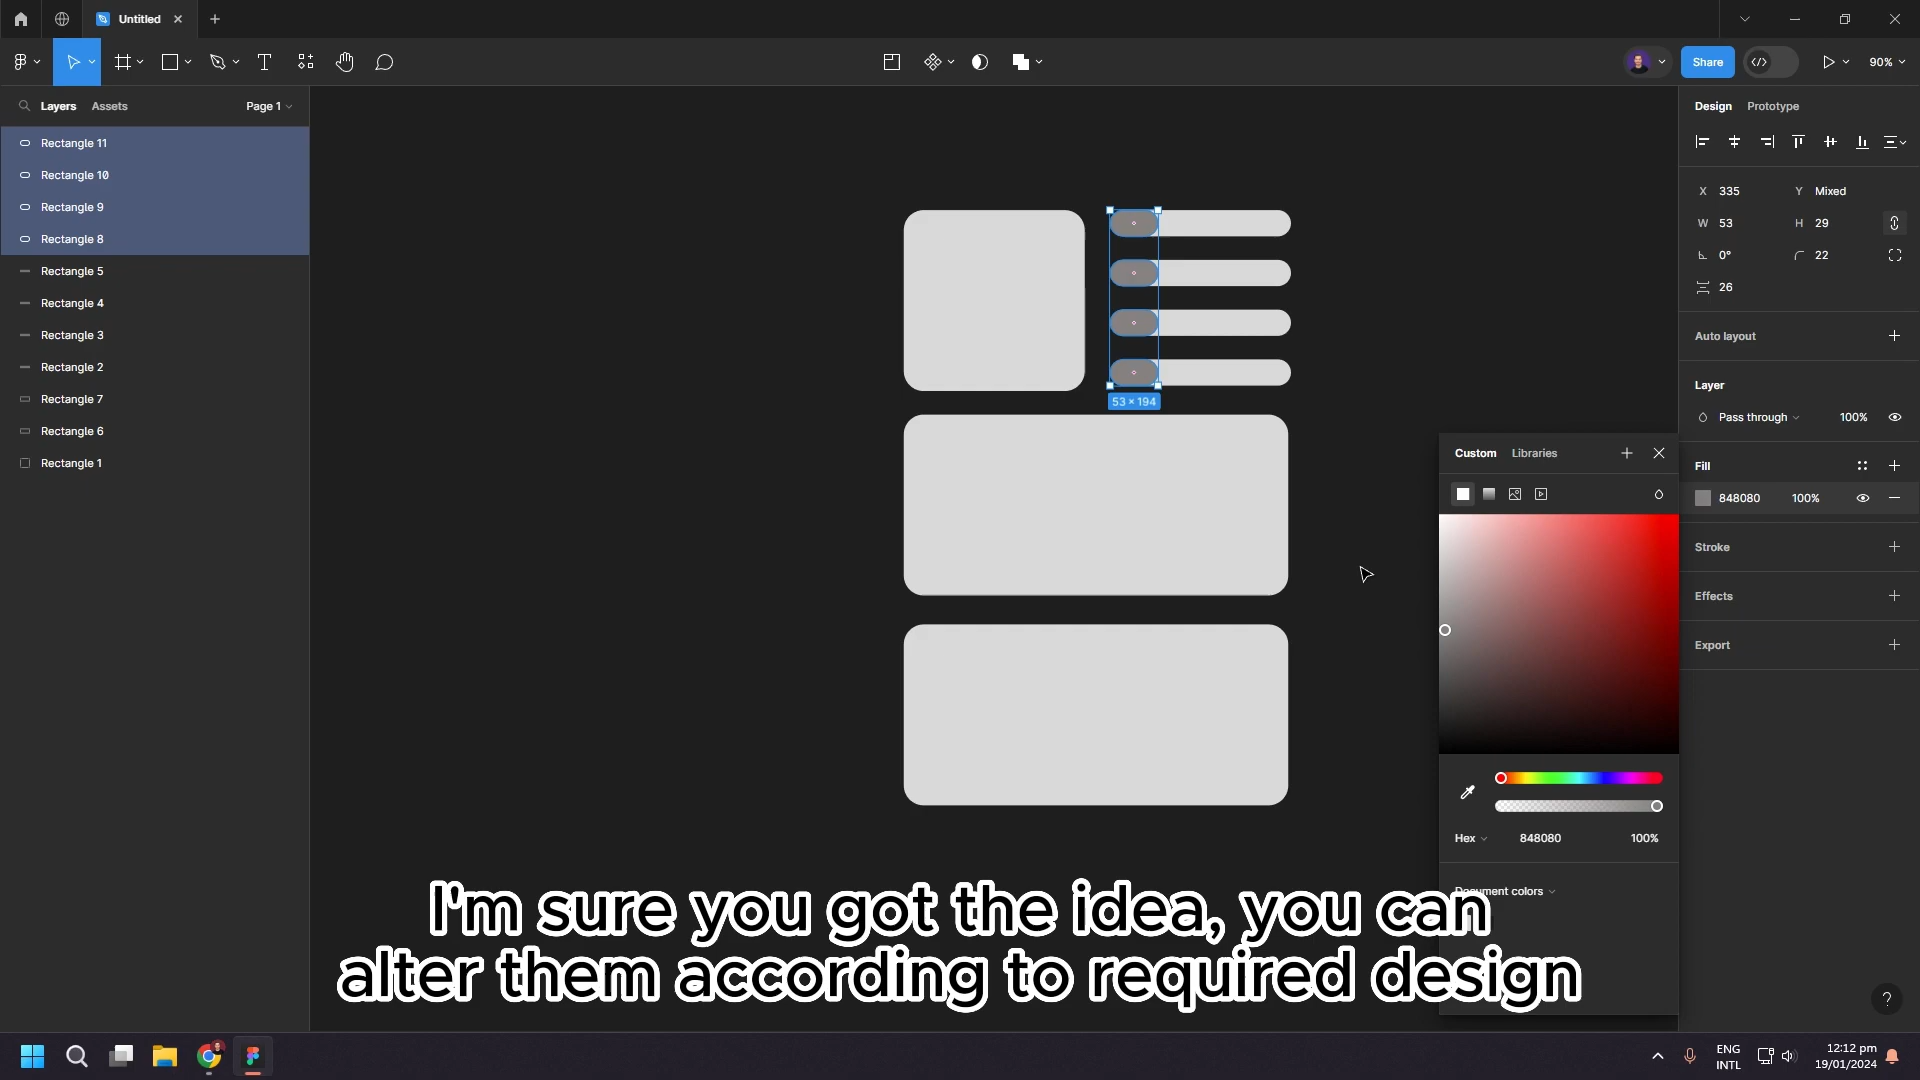 Untitled
Share
90%
Layers
Assets
Page 1
Rectangle 11
Rectangle 10
Rectangle 9
Rectangle 8
Rectangle 5
Rectangle 4
Rectangle 3
Rectangle 2
Rectangle 7
Rectangle 6
Rectangle 1
53 × 194
Design
Prototype
X 335 Y Mixed
W 53 H 29
0° 22
26
Auto layout
Layer
Pass through 100%
Fill
848080 100%
Stroke
Effects
Export
Custom
Libraries
Hex 848080 100%
Document colors
I'm sure you got the idea, you can
alter them according to required design
?
ENG
INTL
12:12 pm
19/01/2024